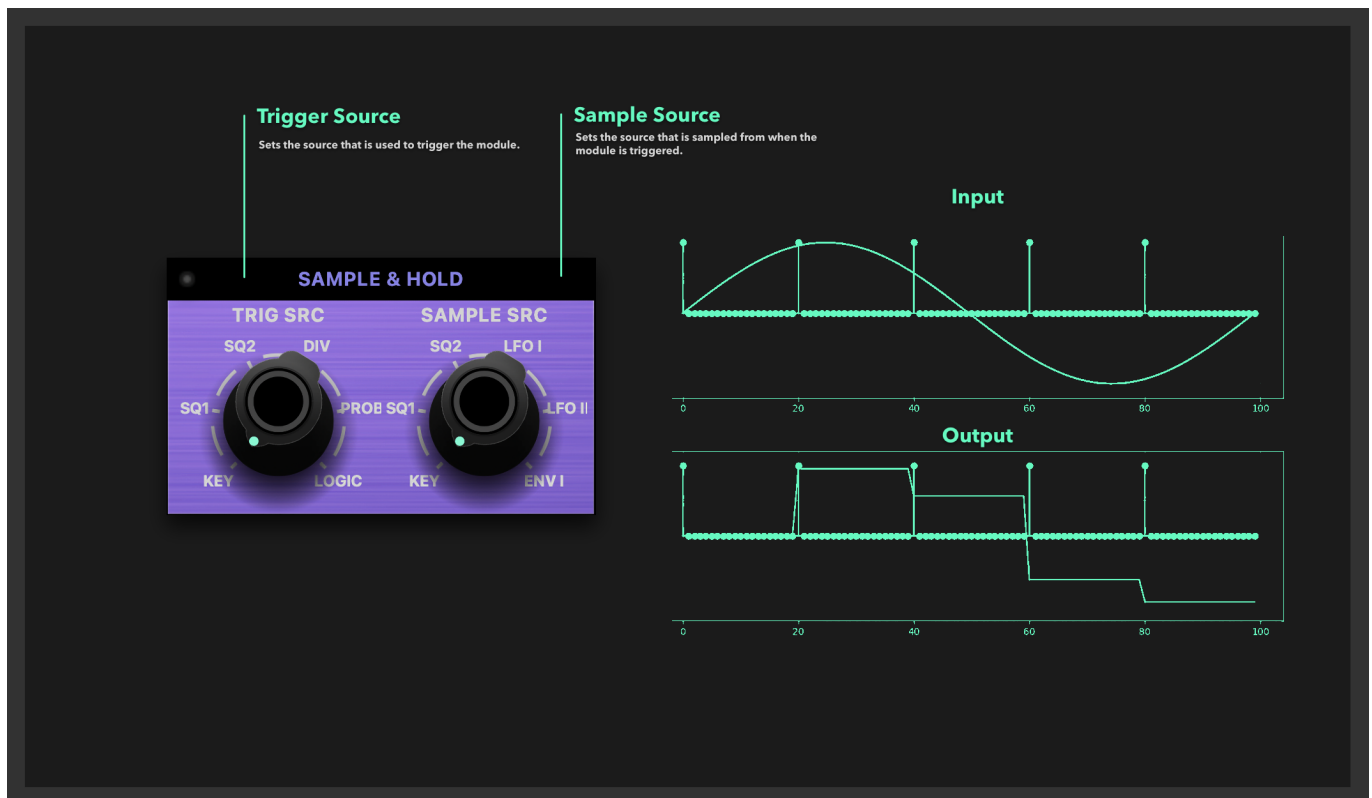 Trigger Source
Sets the source that is used to trigger the module.
Sample Source
Sets the source that is sampled from when the
module is triggered.
SAMPLE & HOLD
TRIG SRC
SQ2
DIV
SQ1
PROB
KEY
LOGIC
SAMPLE SRC
SQ2
LFO I
SQ1
LFO II
KEY
ENV I
Input
0 20 40 60 80 100
Output
0 20 40 60 80 100